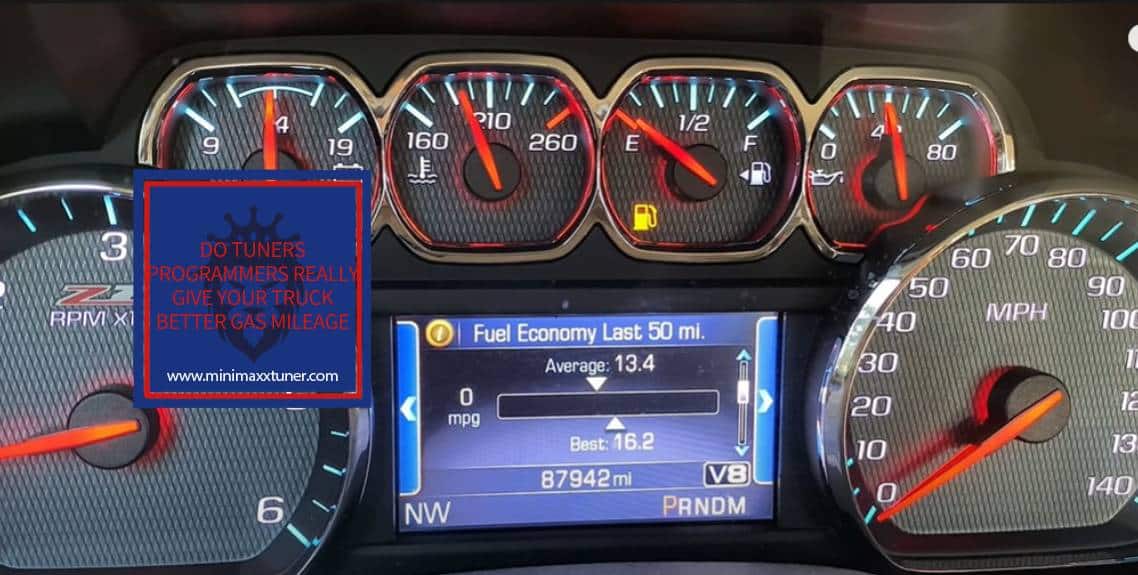 9
4
19
160
210
260
E
1/2
F
0
40
80
3
RPM
6
DO TUNERS
PROGRAMMERS REALLY
GIVE YOUR TRUCK
BETTER GAS MILEAGE
www.minimaxxtuner.com
Fuel Economy Last 50 mi.
Average: 13.4
0
mpg
Best: 16.2
87942 mi
V8
NW
PRNDM
0
10
20
30
40
50
60
70
80
90
MPH
140